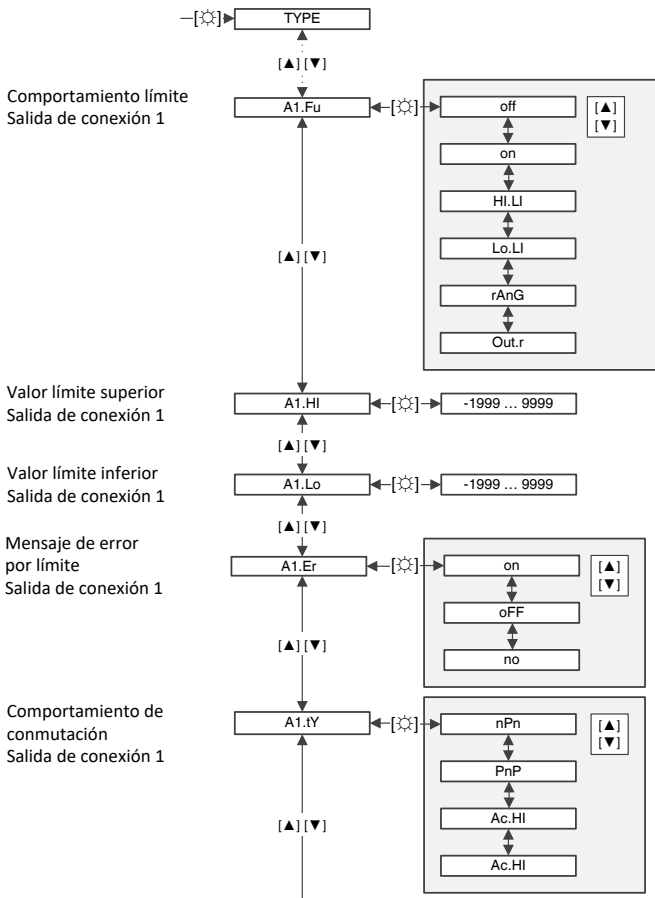 [☼] TYPE
[▲] [▼]
Comportamiento límite
Salida de conexión 1
A1.Fu
[☼]
off
on
HI.LI
Lo.LI
rAnG
Out.r
[▲]
[▼]
[▲] [▼]
Valor límite superior
Salida de conexión 1
A1.HI
[☼]
-1999 … 9999
[▲] [▼]
Valor límite inferior
Salida de conexión 1
A1.Lo
[☼]
-1999 … 9999
[▲] [▼]
Mensaje de error
por límite
Salida de conexión 1
A1.Er
[☼]
on
oFF
no
[▲]
[▼]
[▲] [▼]
Comportamiento de
conmutación
Salida de conexión 1
A1.tY
[☼]
nPn
PnP
Ac.HI
Ac.HI
[▲]
[▼]
[▲] [▼]